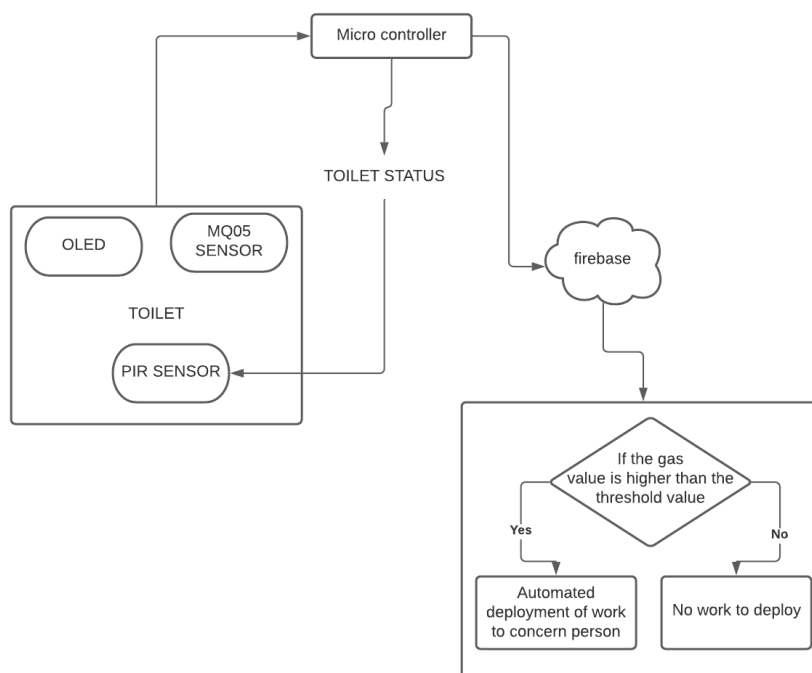 Micro controller
TOILET STATUS
OLED
MQ05
SENSOR
TOILET
PIR SENSOR
firebase
If the gas
value is higher than the
threshold value
Yes
No
Automated
deployment of work
to concern person
No work to deploy